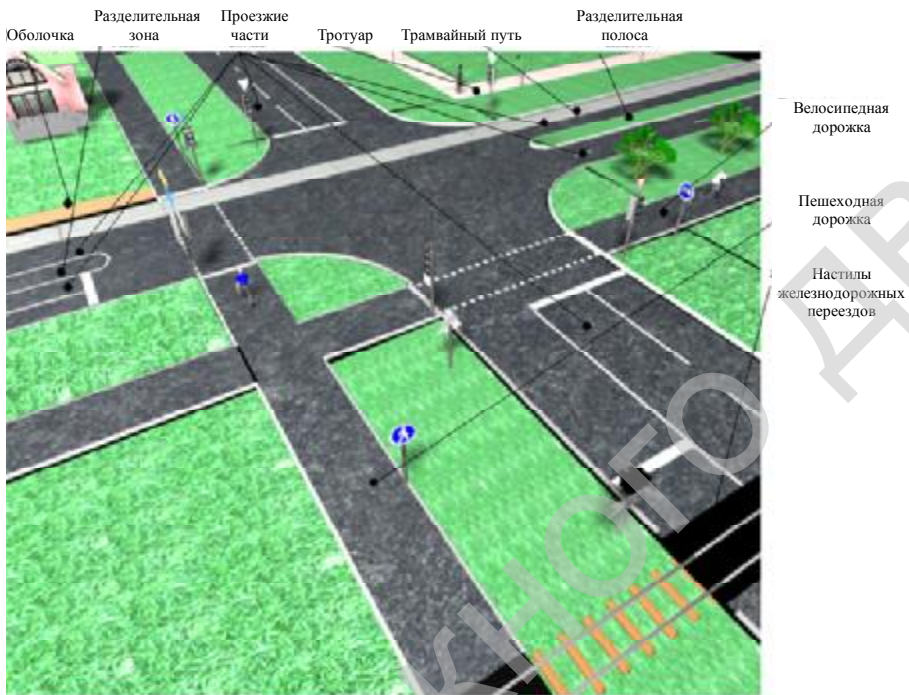 Оболочка
Разделительная
зона
Проезжие
части
Тротуар
Трамвайный путь
Разделительная
полоса
Велосипедная
дорожка
Пешеходная
дорожка
Настилы
железнодорожных
переездов